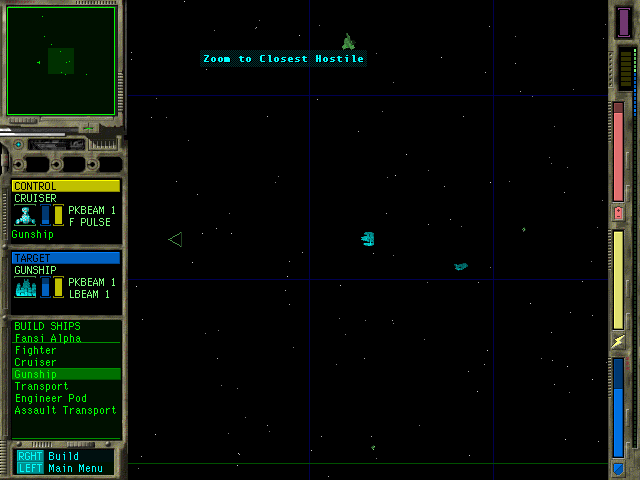 Zoom to Closest Hostile
CONTROL
CRUISER
PKBEAM 1
F PULSE
Gunship
TARGET
GUNSHIP
PKBEAM 1
LBEAM 1
BUILD SHIPS
Fansi Alpha
Fighter
Cruiser
Gunship
Transport
Engineer Pod
Assault Transport
RGHT Build
LEFT Main Menu